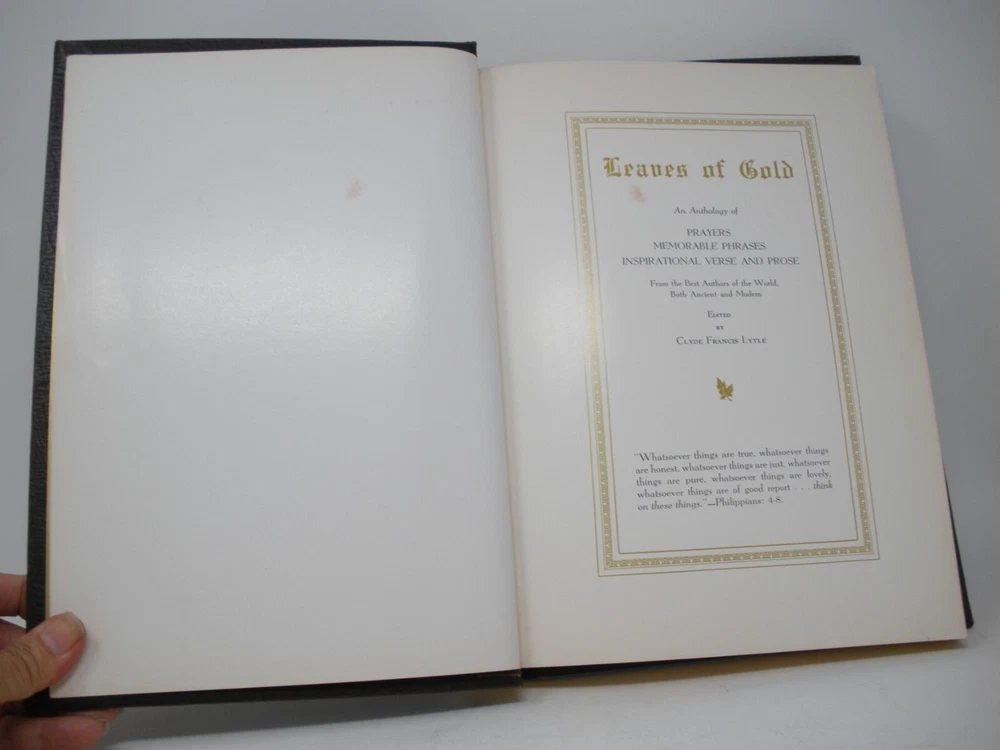 Leaves of Gold
An Anthology of
PRAYERS
MEMORABLE PHRASES
INSPIRATIONAL VERSE AND PROSE
From the Best Authors of the World,
Both Ancient and Modern
EDITED
BY
CLYDE FRANCIS LYTLE
"Whatsoever things are true, whatsoever things
are honest, whatsoever things are just, whatsoever
things are pure, whatsoever things are lovely,
whatsoever things are of good report . . . think
on these things."—Philippians: 4-8.